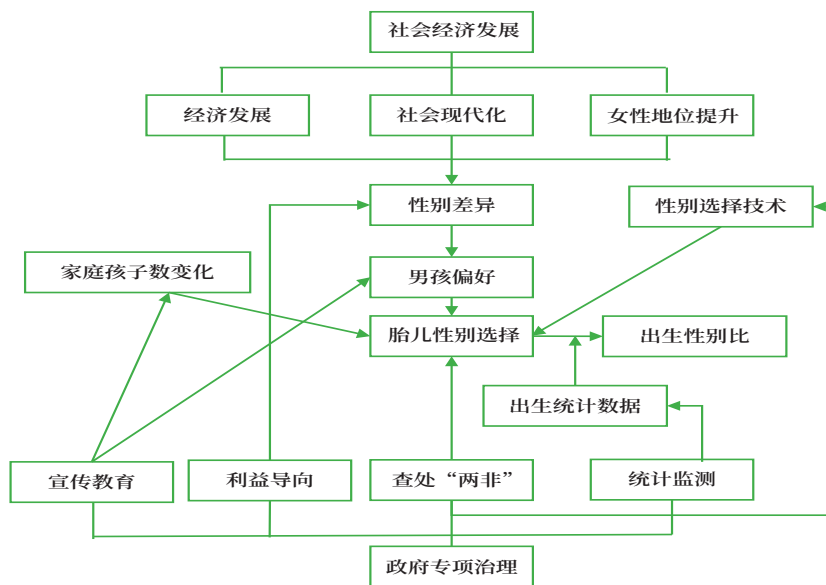 社会经济发展
经济发展
社会现代化
女性地位提升
性别差异
性别选择技术
家庭孩子数变化
男孩偏好
胎儿性别选择
出生性别比
出生统计数据
宣传教育
利益导向
查处“两非”
统计监测
政府专项治理